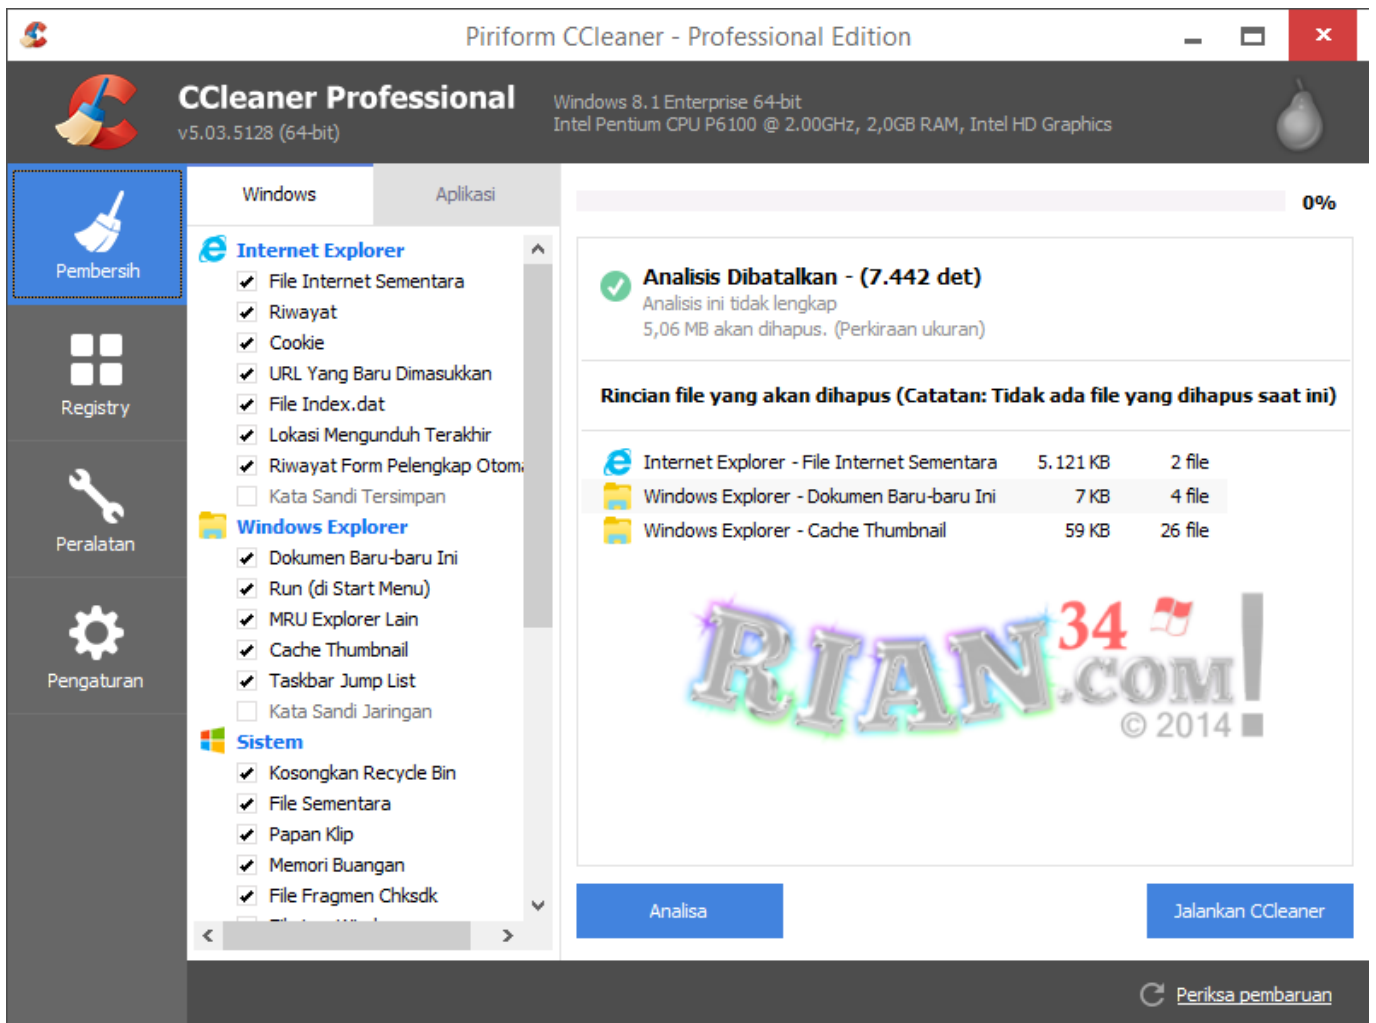 Piriform CCleaner - Professional Edition
CCleaner Professional
v5.03.5128 (64-bit)
Windows 8.1 Enterprise 64-bit
Intel Pentium CPU P6100 @ 2.00GHz, 2,0GB RAM, Intel HD Graphics
Pembersih
Registry
Peralatan
Pengaturan
Windows
Aplikasi
Internet Explorer
File Internet Sementara
Riwayat
Cookie
URL Yang Baru Dimasukkan
File Index.dat
Lokasi Mengunduh Terakhir
Riwayat Form Pelengkap Otoma
Kata Sandi Tersimpan
Windows Explorer
Dokumen Baru-baru Ini
Run (di Start Menu)
MRU Explorer Lain
Cache Thumbnail
Taskbar Jump List
Kata Sandi Jaringan
Sistem
Kosongkan Recycle Bin
File Sementara
Papan Klip
Memori Buangan
File Fragmen Chksdk
0%
Analisis Dibatalkan - (7.442 det)
Analisis ini tidak lengkap
5,06 MB akan dihapus. (Perkiraan ukuran)
Rincian file yang akan dihapus (Catatan: Tidak ada file yang dihapus saat ini)
Internet Explorer - File Internet Sementara 5.121 KB 2 file
Windows Explorer - Dokumen Baru-baru Ini 7 KB 4 file
Windows Explorer - Cache Thumbnail 59 KB 26 file
RIAN 34 .COM !
© 2014
Analisa
Jalankan CCleaner
Periksa pembaruan